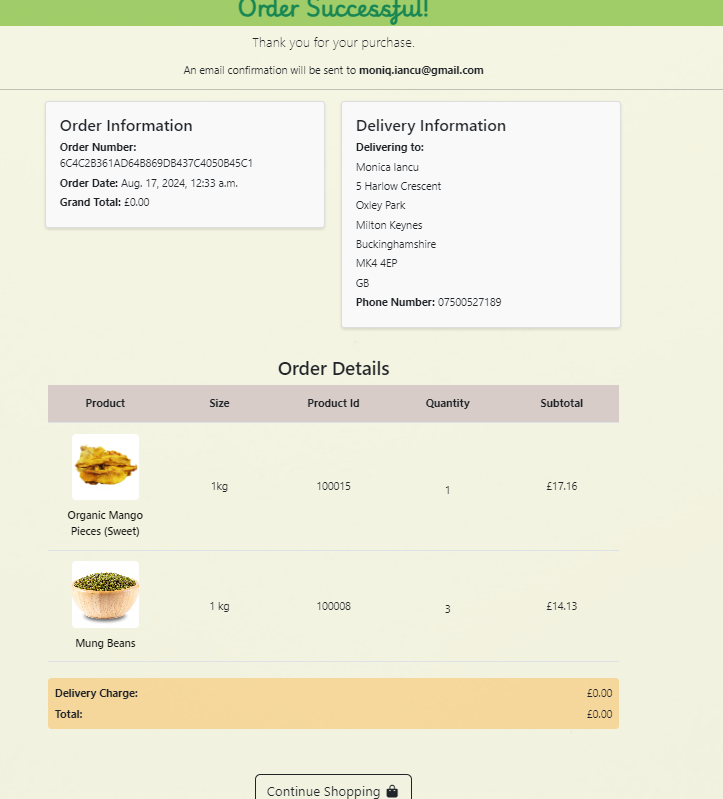 Order Successful!
Thank you for your purchase.
An email confirmation will be sent to moniq.iancu@gmail.com
Order Information
Order Number:
6C4C2B361AD64B869DB437C4050B45C1
Order Date: Aug. 17, 2024, 12:33 a.m.
Grand Total: £0.00
Delivery Information
Delivering to:
Monica Iancu
5 Harlow Crescent
Oxley Park
Milton Keynes
Buckinghamshire
MK4 4EP
GB
Phone Number: 07500527189
Order Details
Product Size Product Id Quantity Subtotal
1kg 100015 1 £17.16
Organic Mango
Pieces (Sweet)
1 kg 100008 3 £14.13
Mung Beans
Delivery Charge: £0.00
Total: £0.00
Continue Shopping